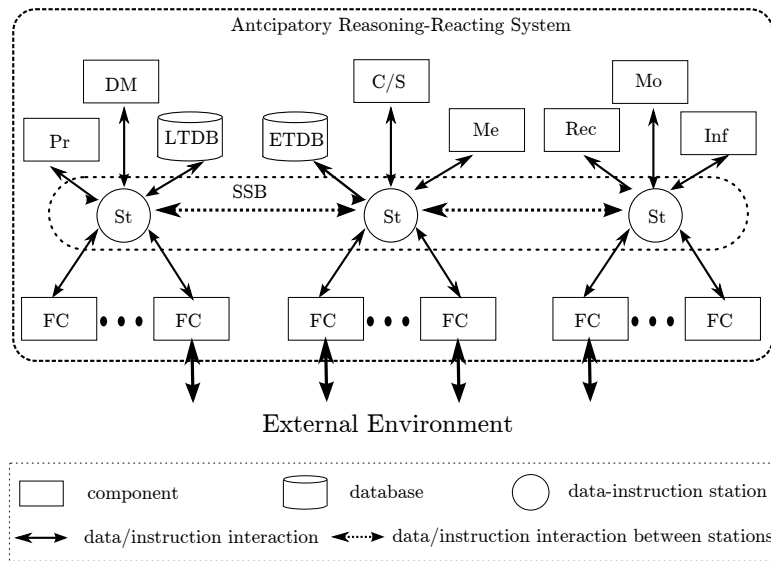 Antcipatory Reasoning-Reacting System
DM
C/S
Mo
Pr
LTDB
ETDB
Me
Rec
Inf
SSB
St
St
St
FC
FC
FC
FC
FC
FC
External Environment
component
database
data-instruction station
data/instruction interaction
data/instruction interaction between stations